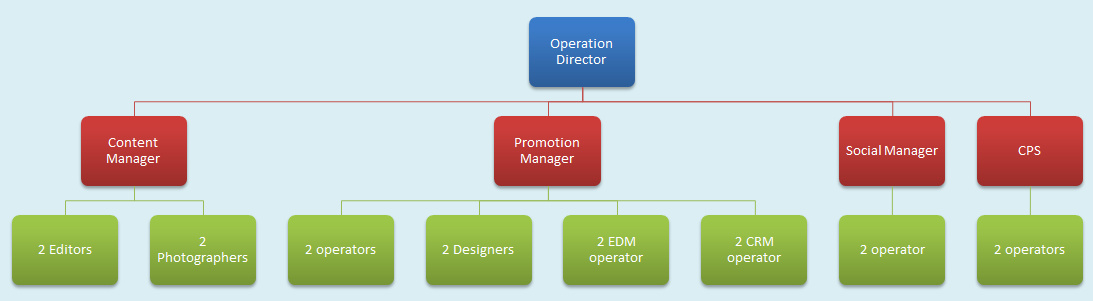 Operation
Director
Content
Manager
Promotion
Manager
Social Manager
CPS
2 Editors
2
Photographers
2 operators
2 Designers
2 EDM
operator
2 CRM
operator
2 operator
2 operators